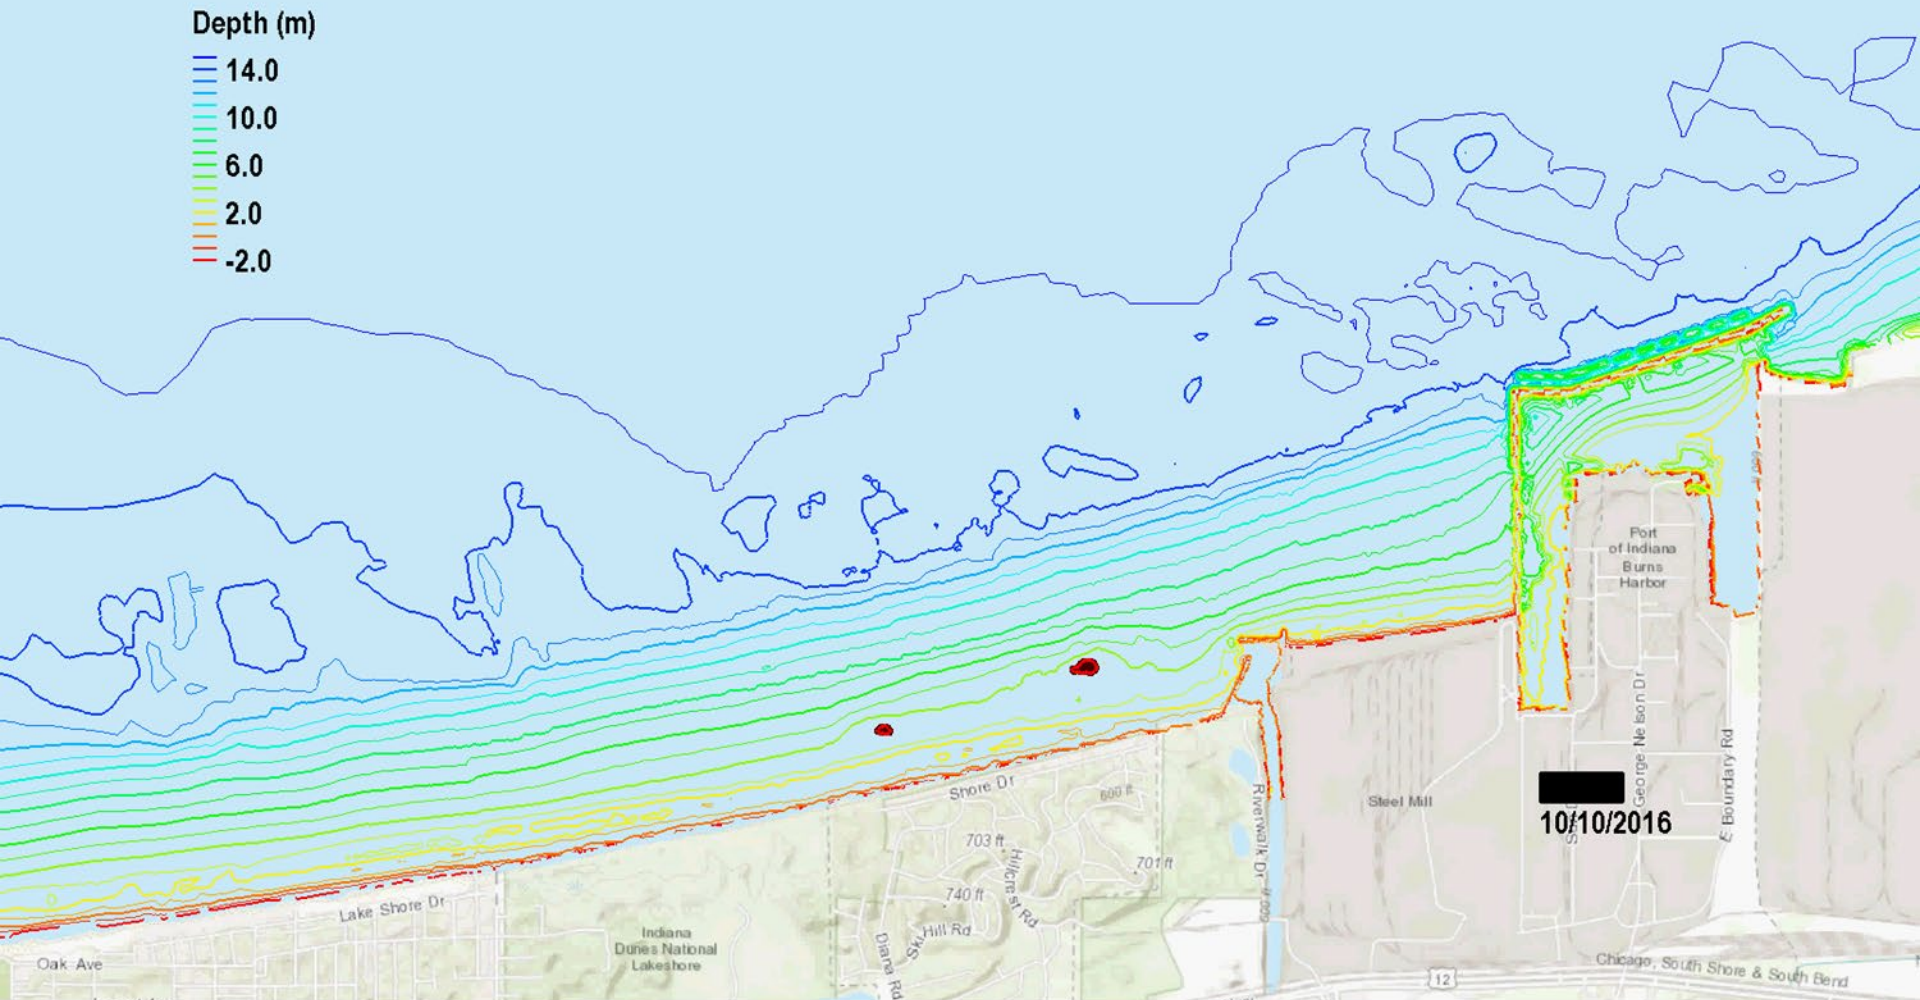 Depth (m)
14.0
10.0
6.0
2.0
-2.0
Port
of Indiana
Burns
Harbor
George Nelson Dr
E Boundary Rd
Steel Mill
10/10/2016
Riverwalk Dr
600 ft
Shore Dr
600 ft
703 ft
701 ft
740 ft
Hillcrest Rd
Ski Hill Rd
Diana Rd
Lake Shore Dr
Indiana
Dunes National
Lakeshore
Oak Ave
12
Chicago, South Shore & South Bend